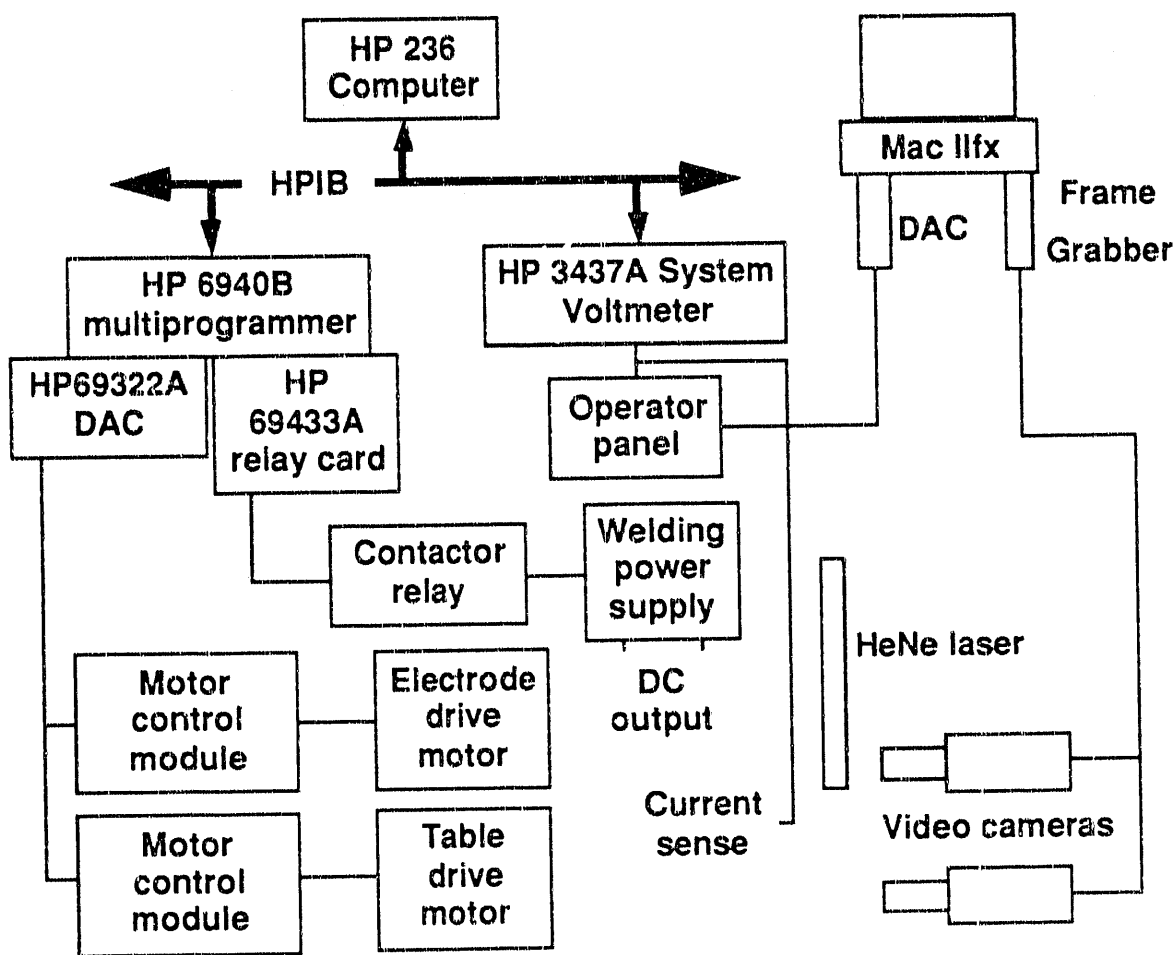 HP 236
Computer
Mac IIfx
HPIB
DAC
Frame
Grabber
HP 6940B
multiprogrammer
HP 3437A System
Voltmeter
HP69322A
DAC
HP
69433A
relay card
Operator
panel
Contactor
relay
Welding
power
supply
HeNe laser
DC
output
Motor
control
module
Electrode
drive
motor
Current
sense
Video cameras
Motor
control
module
Table
drive
motor